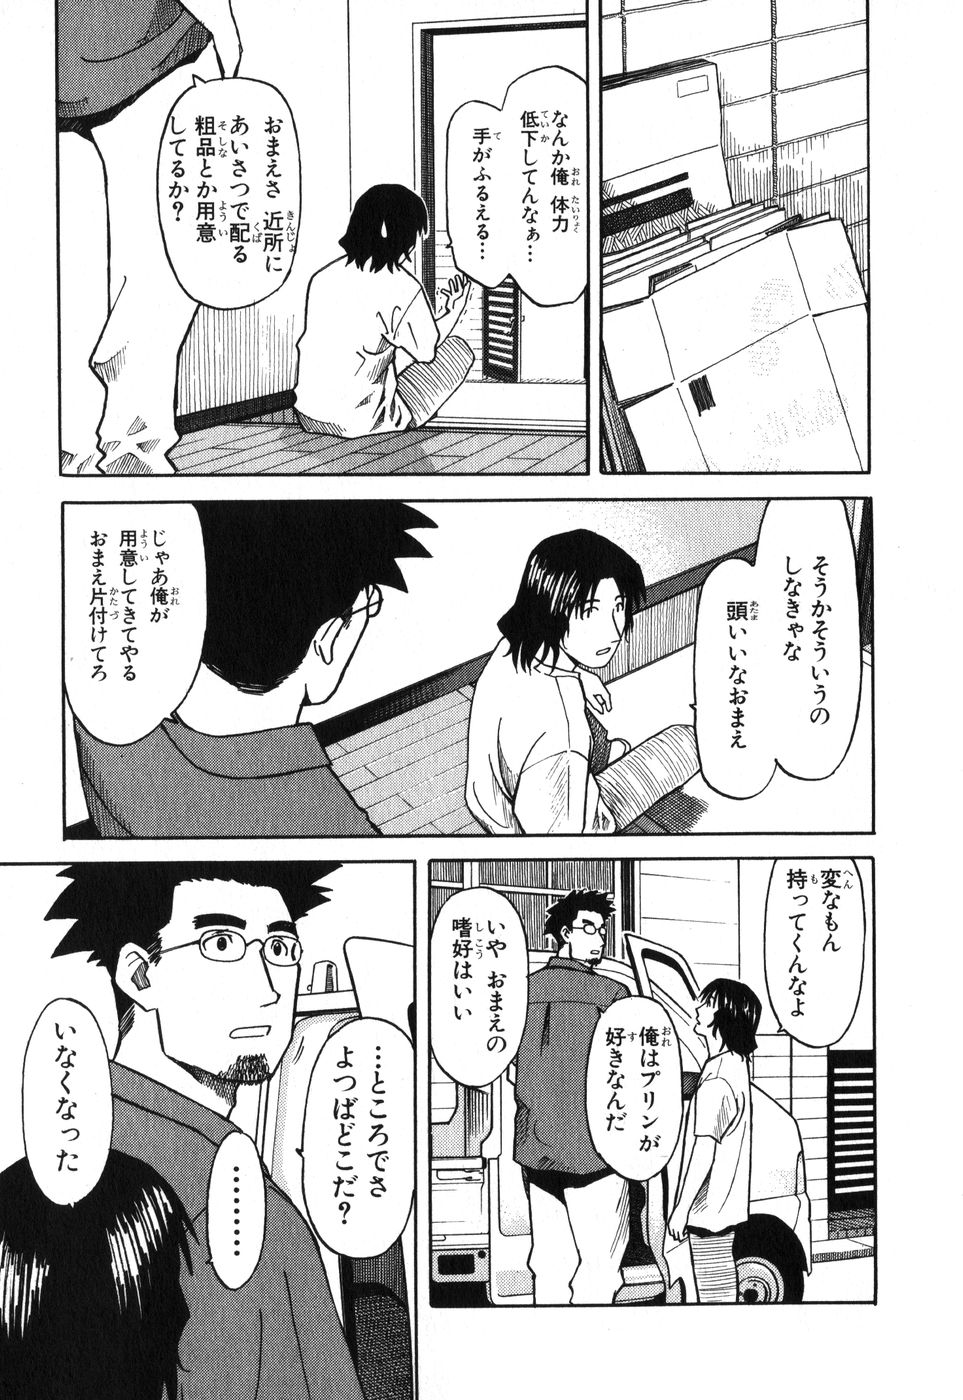 なんか俺 体力
低下してんなぁ…
手がふるえる…
おまえさ 近所に
あいさつで配る
粗品とか用意
してるか?
そうかそういうの
しなきゃな
頭いいなおまえ
じゃあ俺が
用意してきてやる
おまえ片付けてろ
変なもん
持ってくんなよ
俺はプリンが
好きなんだ
いや おまえの
嗜好はいい
…ところでさ
よつばどこだ?
………
いなくなった